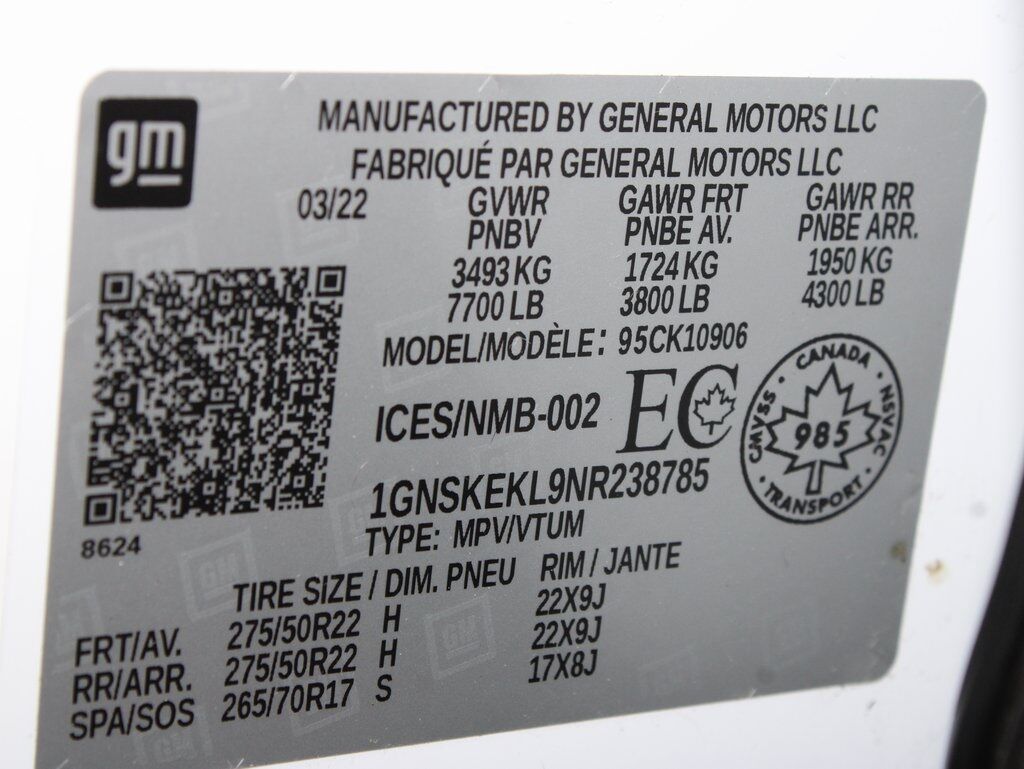 gm
MANUFACTURED BY GENERAL MOTORS LLC
FABRIQUÉ PAR GENERAL MOTORS LLC
03/22 GVWR GAWR FRT GAWR RR
PNBV PNBE AV. PNBE ARR.
3493 KG 1724 KG 1950 KG
7700 LB 3800 LB 4300 LB
MODEL/MODÈLE: 95CK10906
ICES/NMB-002 EC
CANADA
CMVSS 985 NSVAC
TRANSPORT
1GNSKEKL9NR238785
TYPE: MPV/VTUM
8624
TIRE SIZE / DIM. PNEU RIM / JANTE
FRT/AV. 275/50R22 H 22X9J
RR/ARR. 275/50R22 H 22X9J
SPA/SOS 265/70R17 S 17X8J
GM
GM
GM